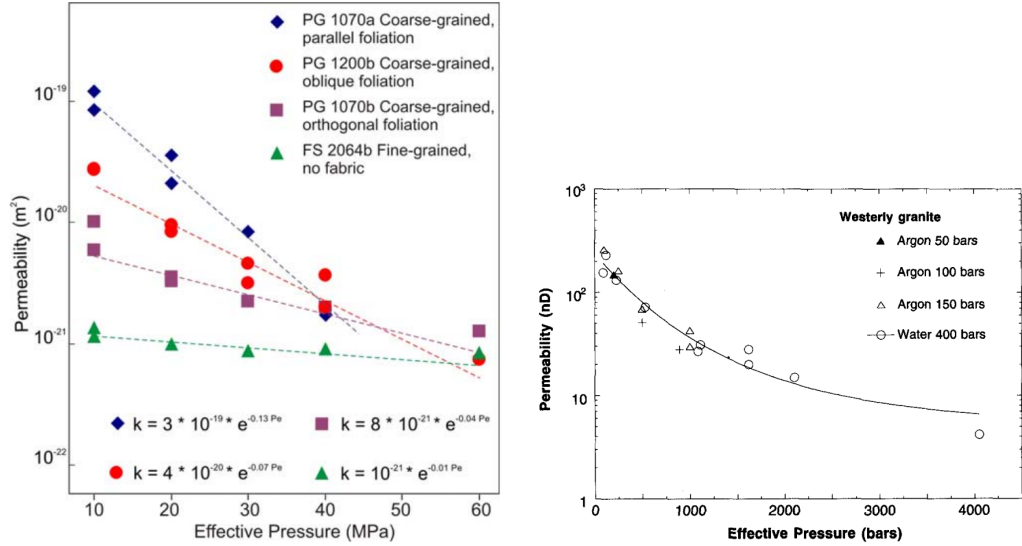 PG 1070a Coarse-grained,
parallel foliation
PG 1200b Coarse-grained,
oblique foliation
PG 1070b Coarse-grained,
orthogonal foliation
FS 2064b Fine-grained,
no fabric
10⁻¹⁹
10⁻²⁰
10⁻²¹
10⁻²²
Permeability (m²)
k = 3 * 10⁻¹⁹ * e⁻⁰·¹³ ᴾᵉ
k = 8 * 10⁻²¹ * e⁻⁰·⁰⁴ ᴾᵉ
k = 4 * 10⁻²⁰ * e⁻⁰·⁰⁷ ᴾᵉ
k = 10⁻²¹ * e⁻⁰·⁰¹ ᴾᵉ
10 20 30 40 50 60
Effective Pressure (MPa)
Westerly granite
Argon 50 bars
Argon 100 bars
Argon 150 bars
Water 400 bars
10³
10²
10
1
Permeability (nD)
0 1000 2000 3000 4000
Effective Pressure (bars)